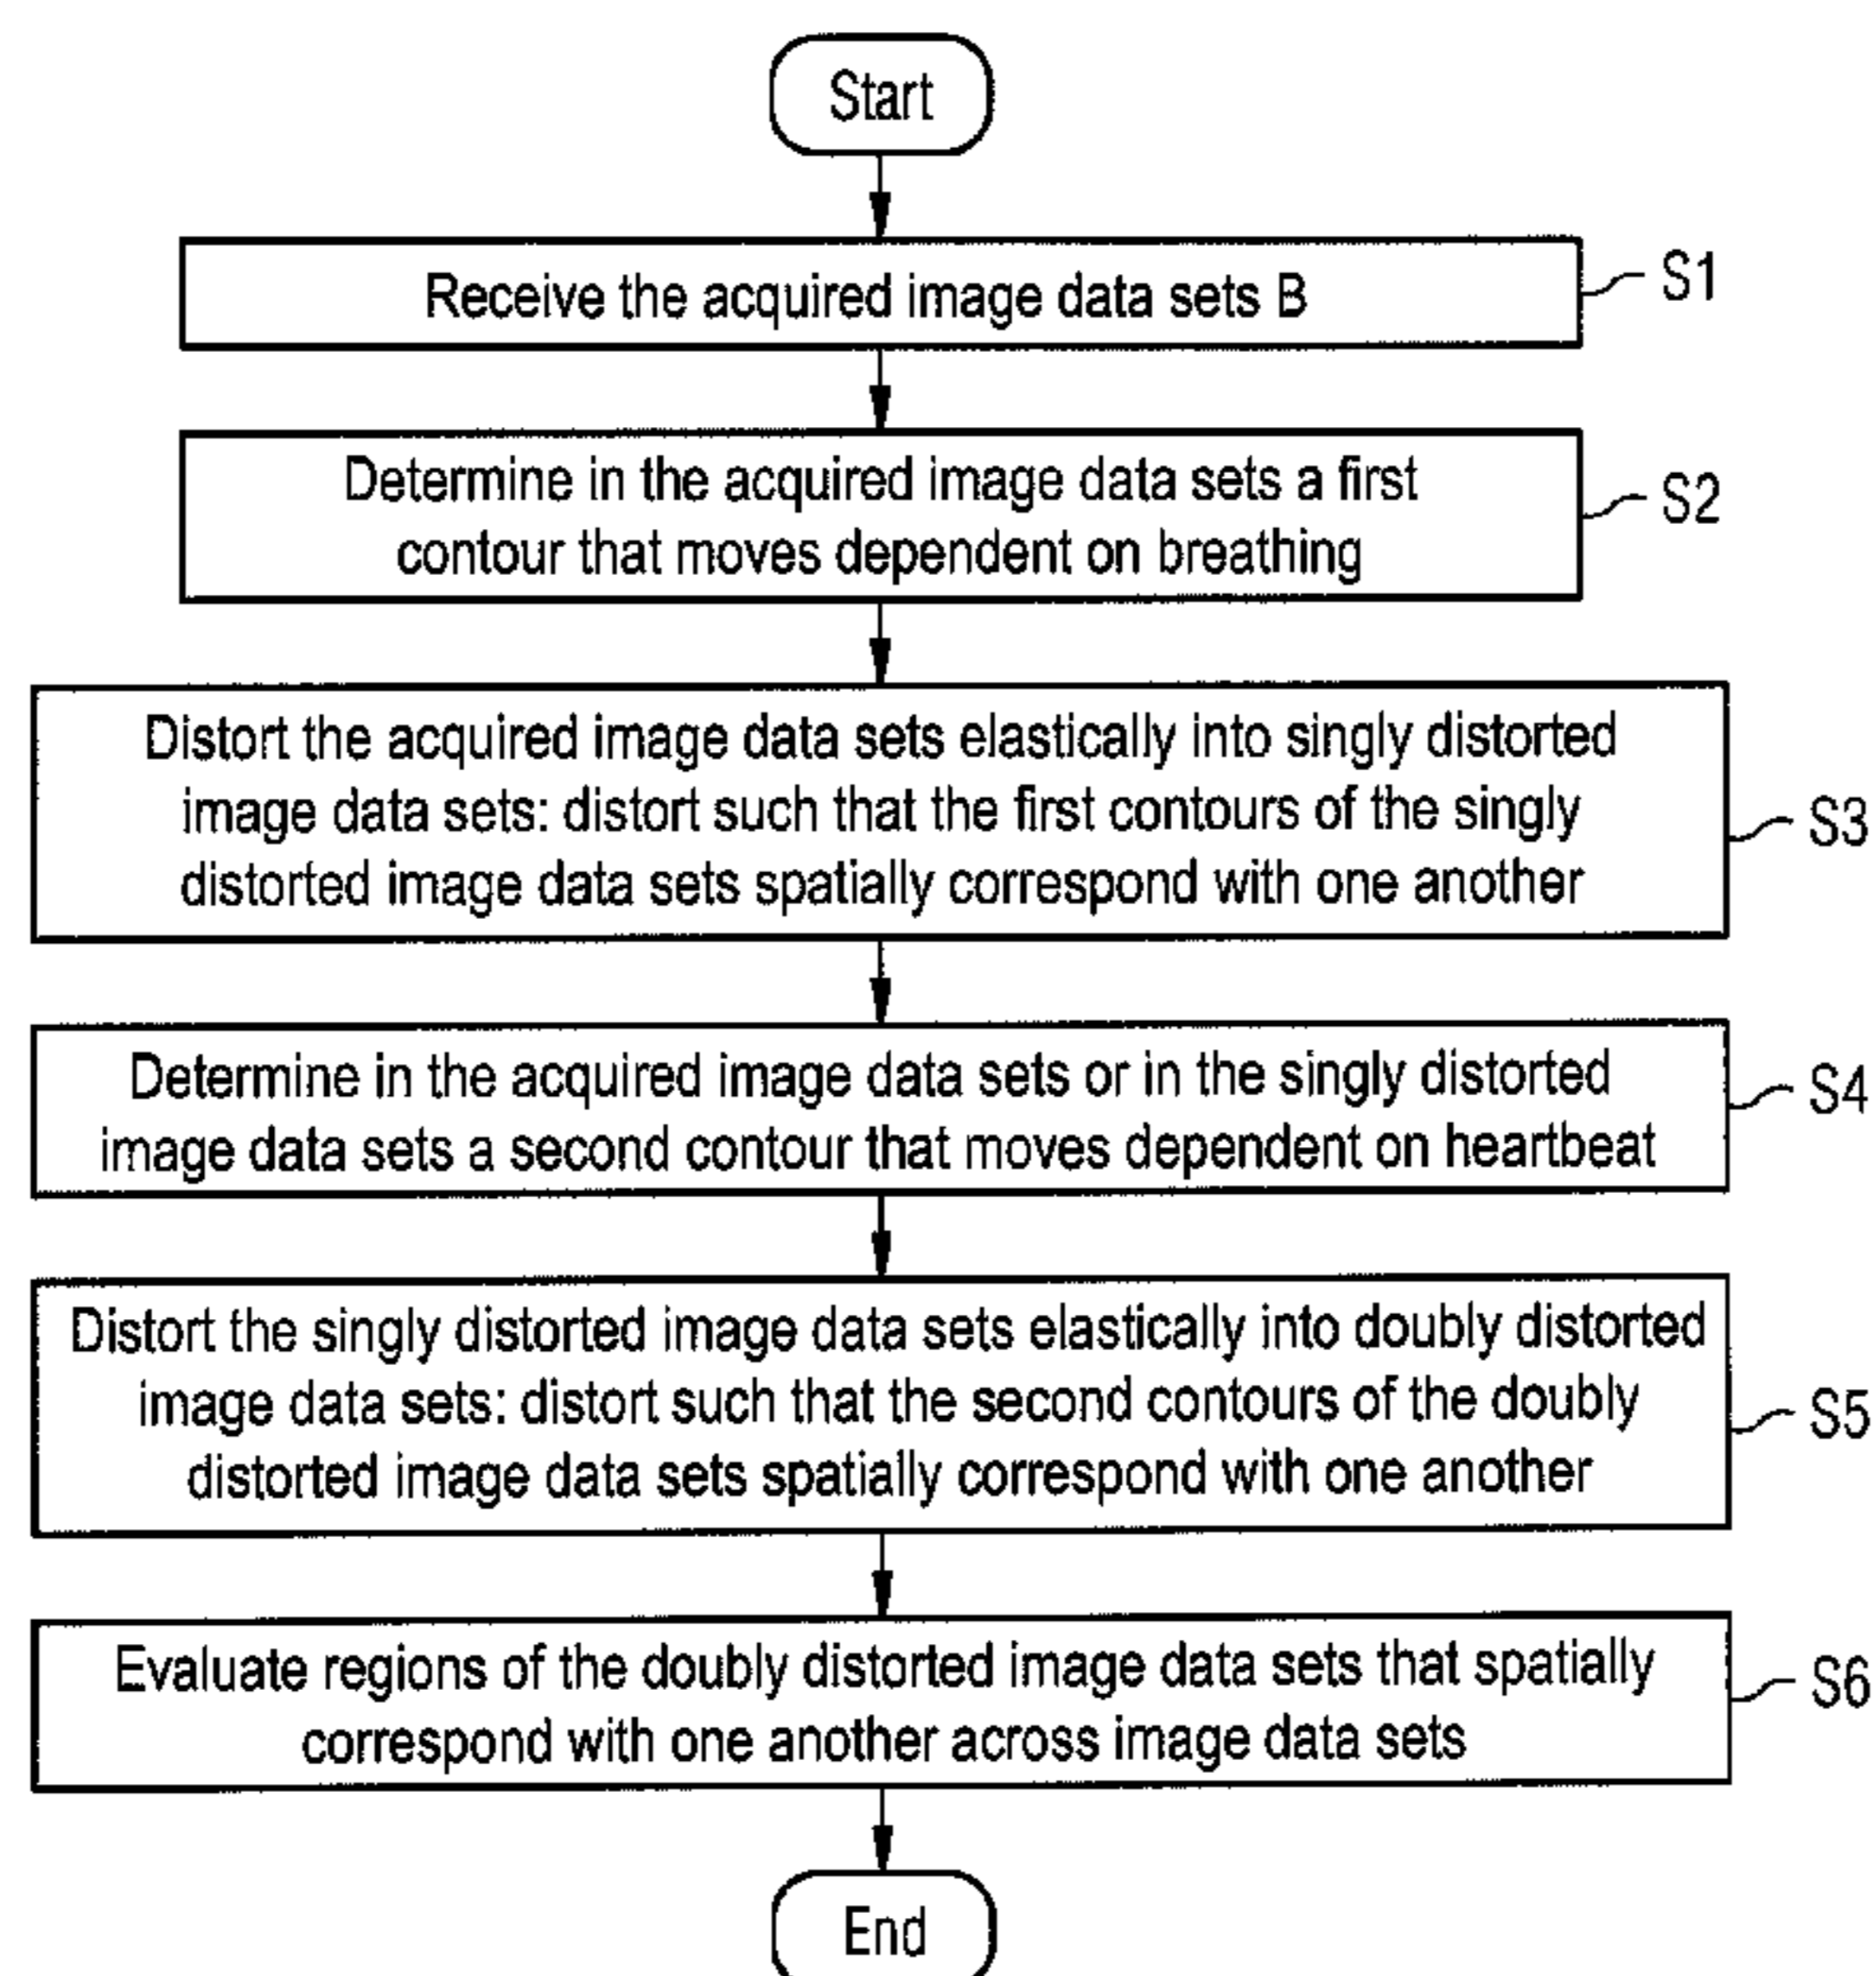 Start
Receive the acquired image data sets B
S1
Determine in the acquired image data sets a first
contour that moves dependent on breathing
S2
Distort the acquired image data sets elastically into singly distorted
image data sets: distort such that the first contours of the singly
distorted image data sets spatially correspond with one another
S3
Determine in the acquired image data sets or in the singly distorted
image data sets a second contour that moves dependent on heartbeat
S4
Distort the singly distorted image data sets elastically into doubly distorted
image data sets: distort such that the second contours of the doubly
distorted image data sets spatially correspond with one another
S5
Evaluate regions of the doubly distorted image data sets that spatially
correspond with one another across image data sets
S6
End